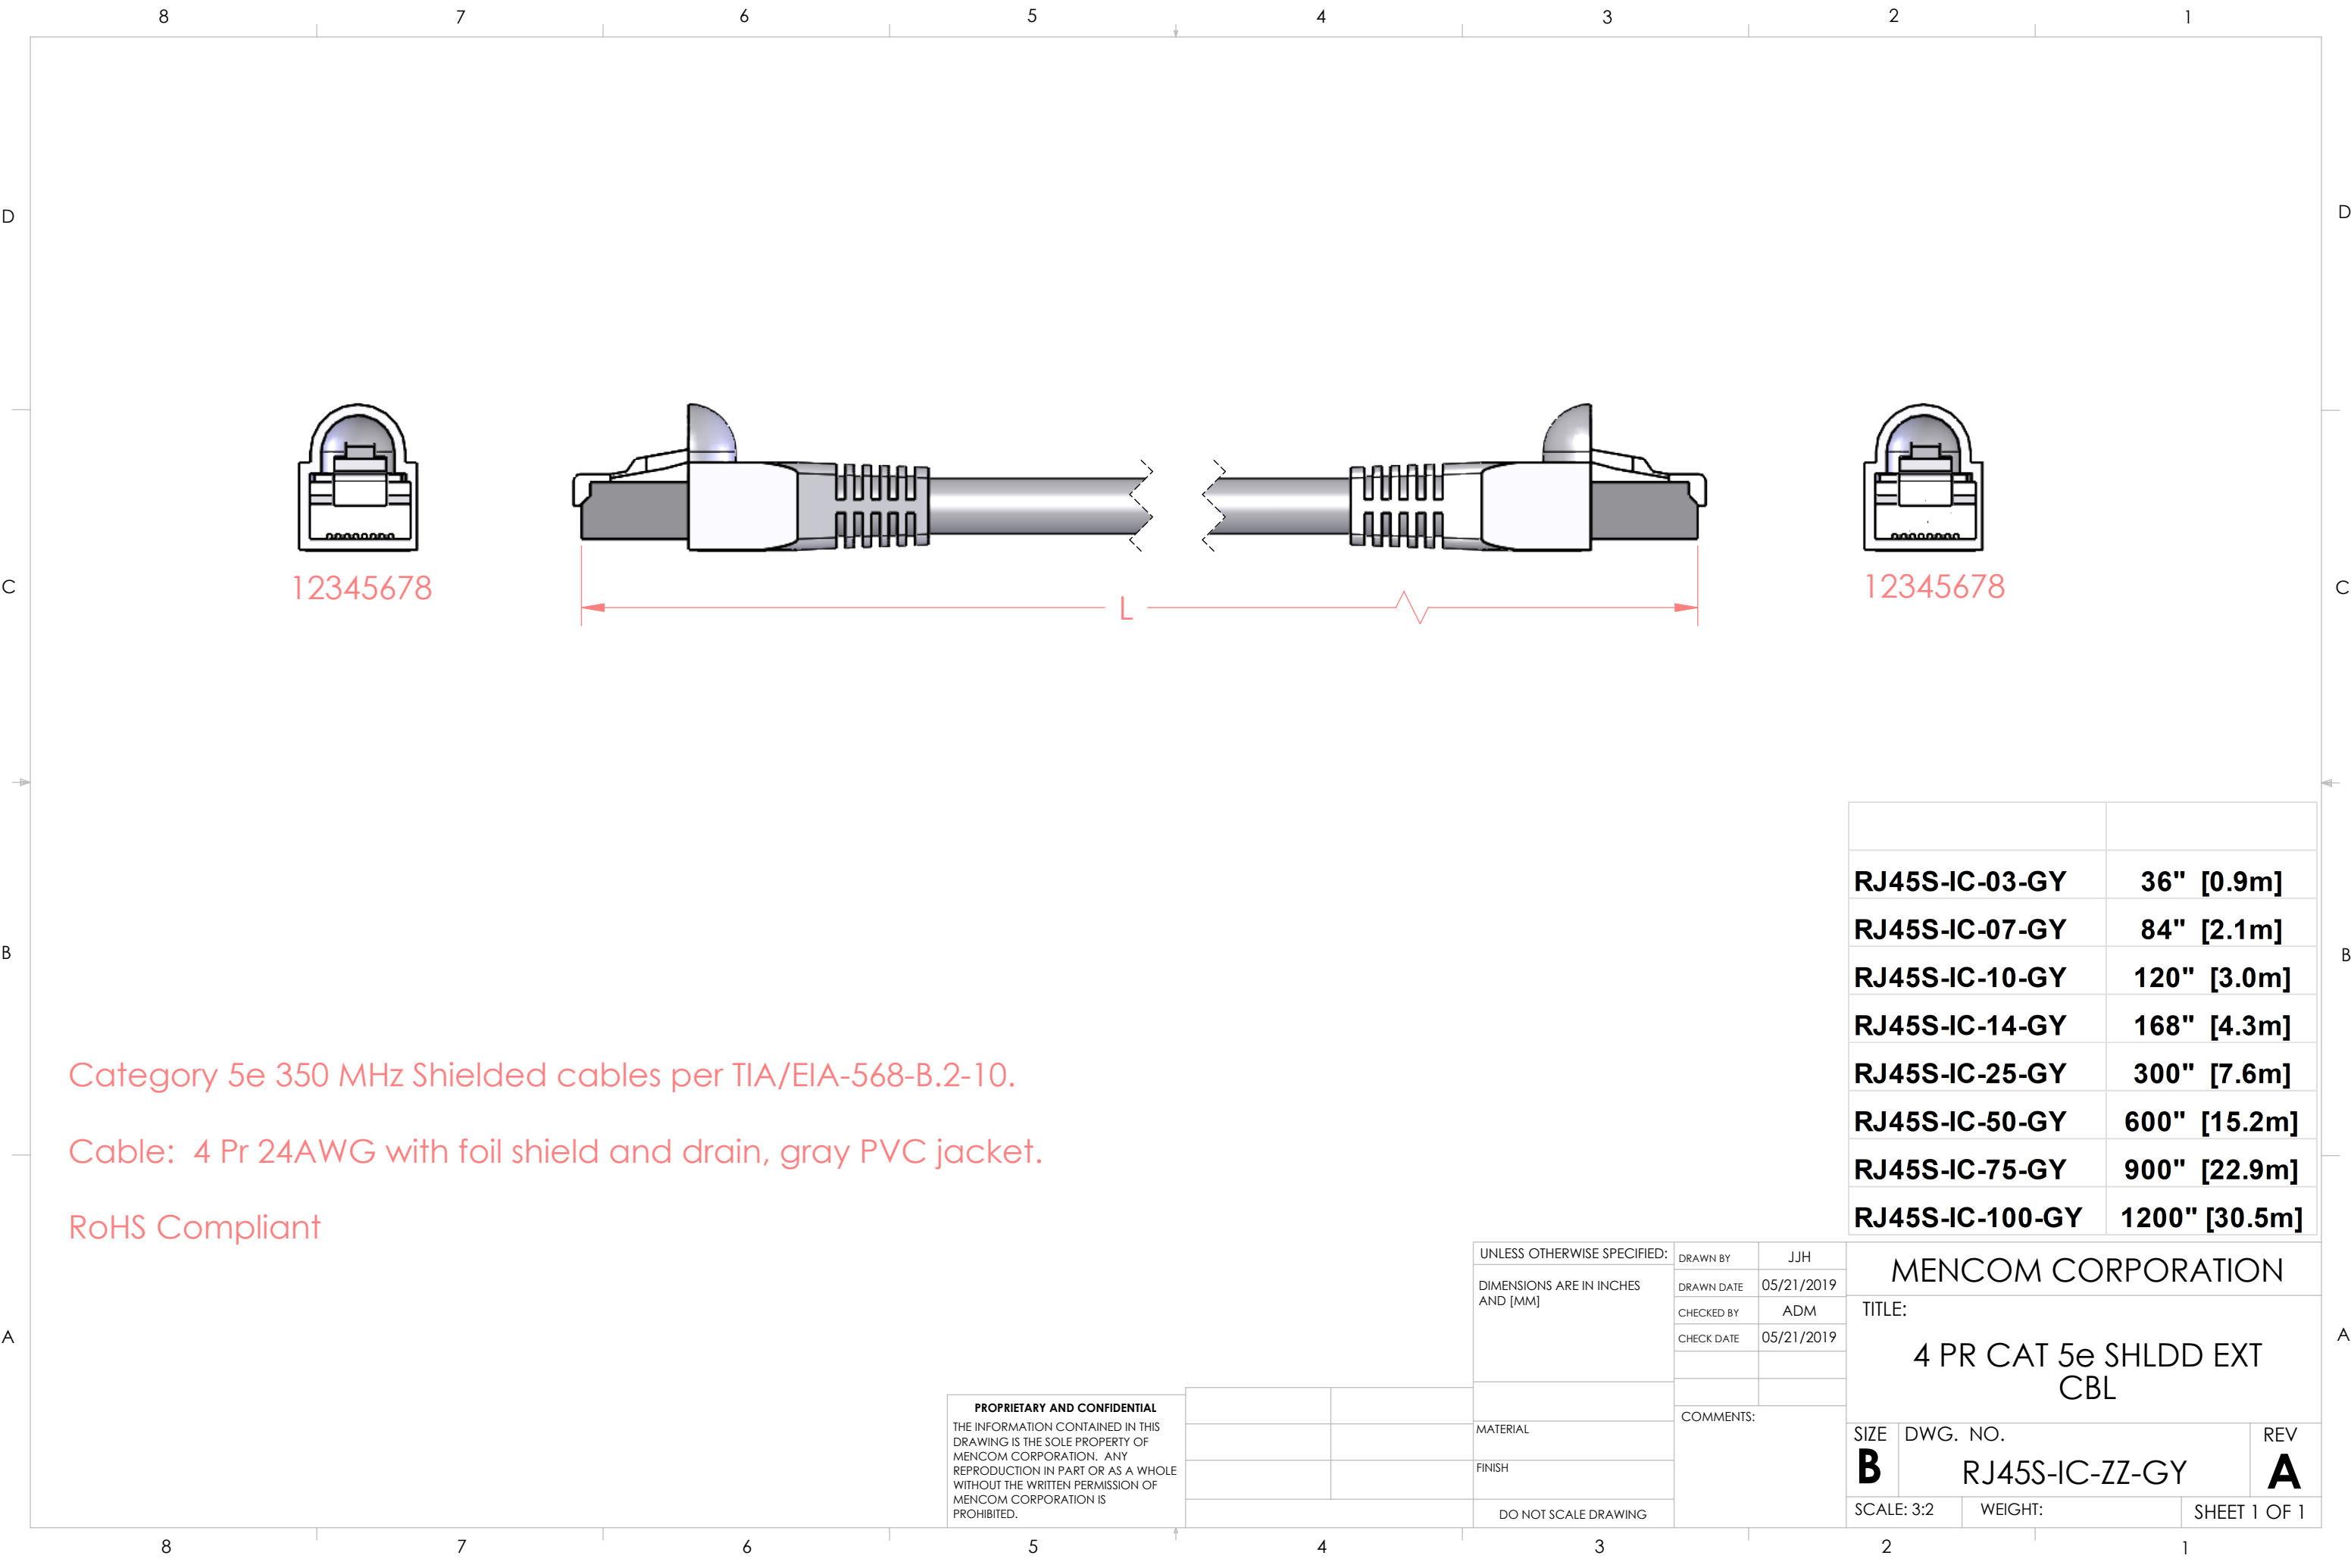 8 7 6 5 4 3 2 1
D D
12345678 12345678
C C
L
RJ45S-IC-03-GY 36" [0.9m]
RJ45S-IC-07-GY 84" [2.1m]
B B
RJ45S-IC-10-GY 120" [3.0m]
RJ45S-IC-14-GY 168" [4.3m]
RJ45S-IC-25-GY 300" [7.6m]
RJ45S-IC-50-GY 600" [15.2m]
RJ45S-IC-75-GY 900" [22.9m]
RJ45S-IC-100-GY 1200" [30.5m]
Category 5e 350 MHz Shielded cables per TIA/EIA-568-B.2-10.
Cable: 4 Pr 24AWG with foil shield and drain, gray PVC jacket.
RoHS Compliant
A A
PROPRIETARY AND CONFIDENTIAL
THE INFORMATION CONTAINED IN THIS
DRAWING IS THE SOLE PROPERTY OF
MENCOM CORPORATION. ANY
REPRODUCTION IN PART OR AS A WHOLE
WITHOUT THE WRITTEN PERMISSION OF
MENCOM CORPORATION IS
PROHIBITED.
UNLESS OTHERWISE SPECIFIED:
DIMENSIONS ARE IN INCHES
AND [MM]
MATERIAL
FINISH
DO NOT SCALE DRAWING
DRAWN BY JJH
DRAWN DATE 05/21/2019
CHECKED BY ADM
CHECK DATE 05/21/2019
COMMENTS:
MENCOM CORPORATION
TITLE:
4 PR CAT 5e SHLDD EXT
CBL
SIZE DWG. NO. REV
B RJ45S-IC-ZZ-GY A
SCALE: 3:2 WEIGHT: SHEET 1 OF 1
8 7 6 5 4 3 2 1